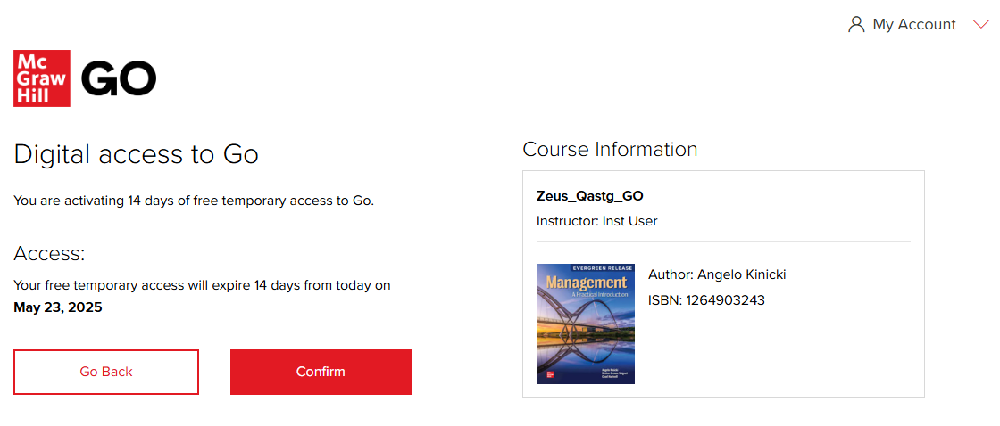 My Account
Mc
Graw
Hill
GO
Digital access to Go
You are activating 14 days of free temporary access to Go.
Access:
Your free temporary access will expire 14 days from today on
May 23, 2025
Go Back
Confirm
Course Information
Zeus_Qastg_GO
Instructor: Inst User
EVERGREEN RELEASE
Management
A Practical Introduction
Angelo Kinicki
Author: Angelo Kinicki
ISBN: 1264903243